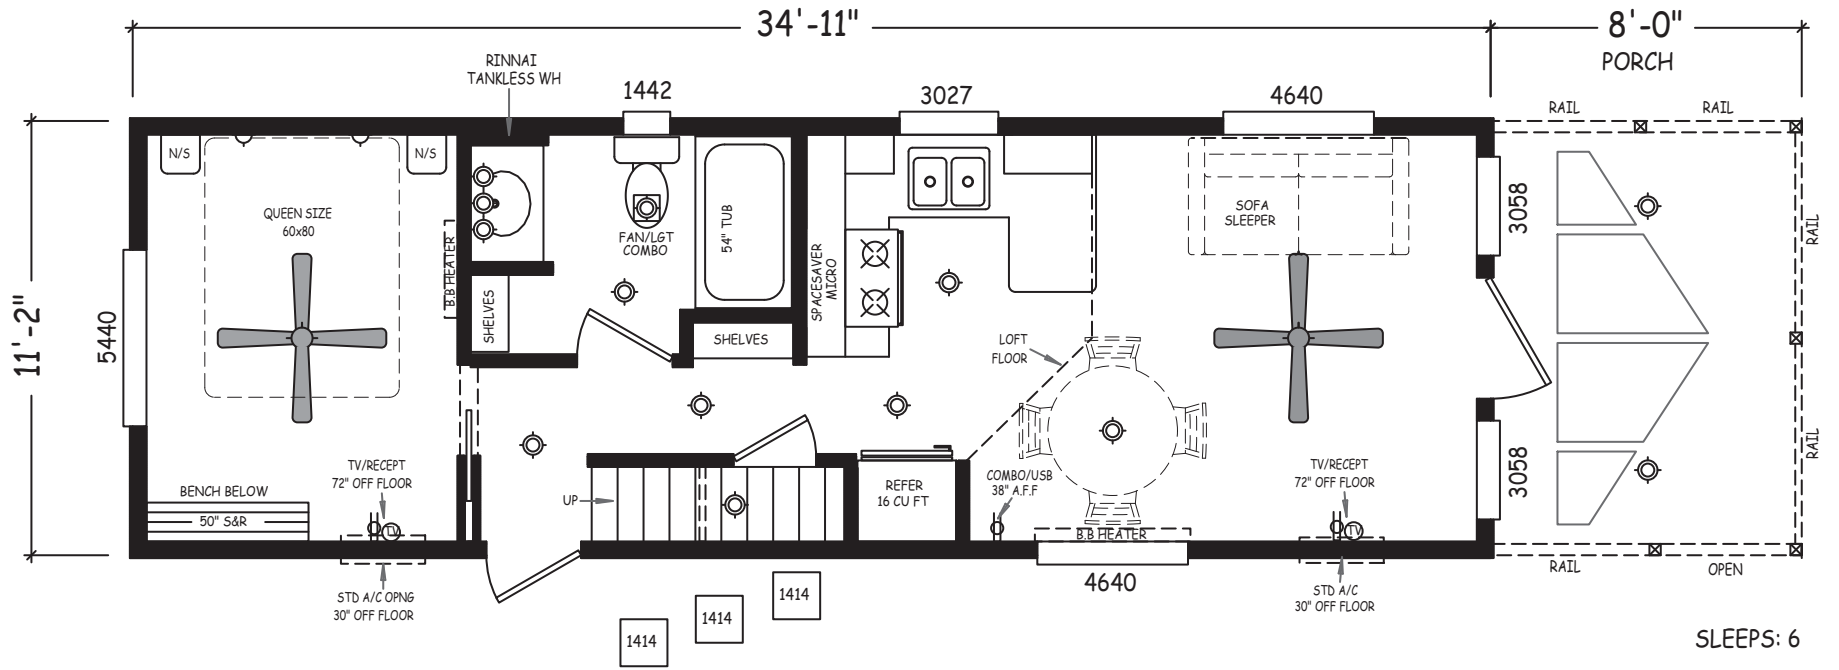 34'-11"
8'-0"
PORCH
RINNAI
TANKLESS WH
1442
3027
4640
RAIL
RAIL
N/S
N/S
QUEEN SIZE
60x80
B.B HEATER
FAN/LGT
COMBO
54" TUB
SPACESAVER
MICRO
SOFA
SLEEPER
3058
RAIL
11'-2"
5440
SHELVES
SHELVES
LOFT
FLOOR
RAIL
TV/RECEPT
72" OFF FLOOR
BENCH BELOW
50" S&R
TV
UP
REFER
16 CU FT
COMBO/USB
38" A.F.F
B.B HEATER
TV/RECEPT
72" OFF FLOOR
TV
3058
4640
RAIL
OPEN
STD A/C OPNG
30" OFF FLOOR
1414
1414
1414
STD A/C
30" OFF FLOOR
SLEEPS: 6